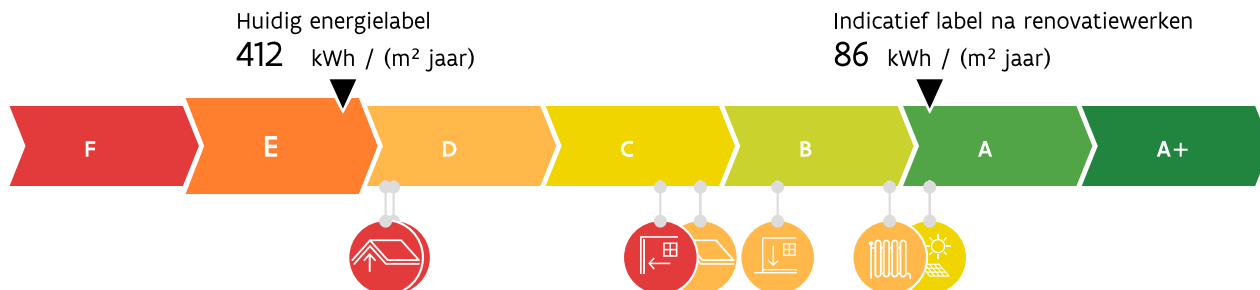 Huidig energielabel
412 kWh / (m² jaar)
Indicatief label na renovatiewerken
86 kWh / (m² jaar)
F E D C B A A+